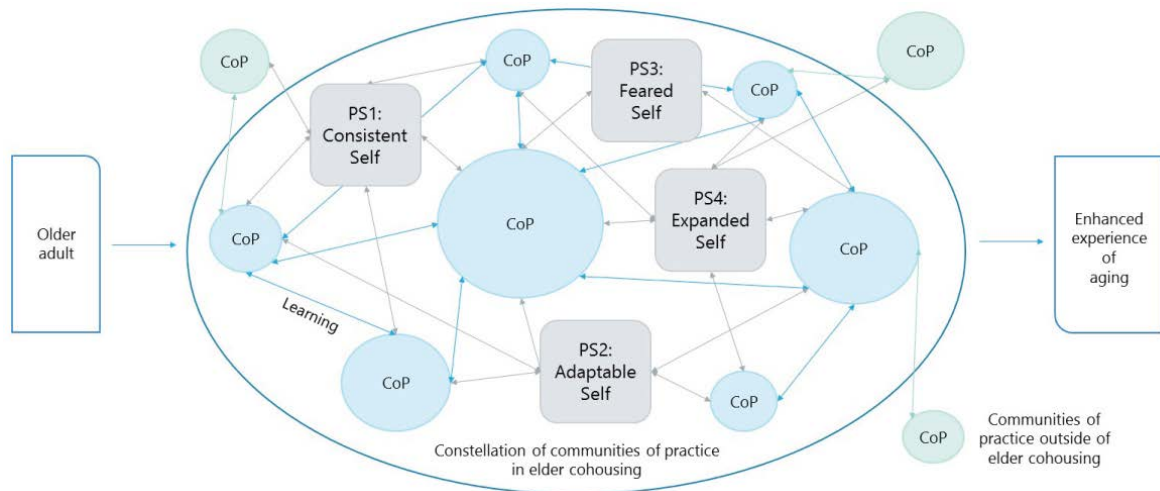 CoP
CoP
CoP
PS3:
Feared
Self
CoP
PS1:
Consistent
Self
Older
adult
CoP
CoP
PS4:
Expanded
Self
CoP
Enhanced
experience
of
aging
Learning
CoP
PS2:
Adaptable
Self
CoP
CoP
Constellation of communities of practice
in elder cohousing
Communities of
practice outside of
elder cohousing